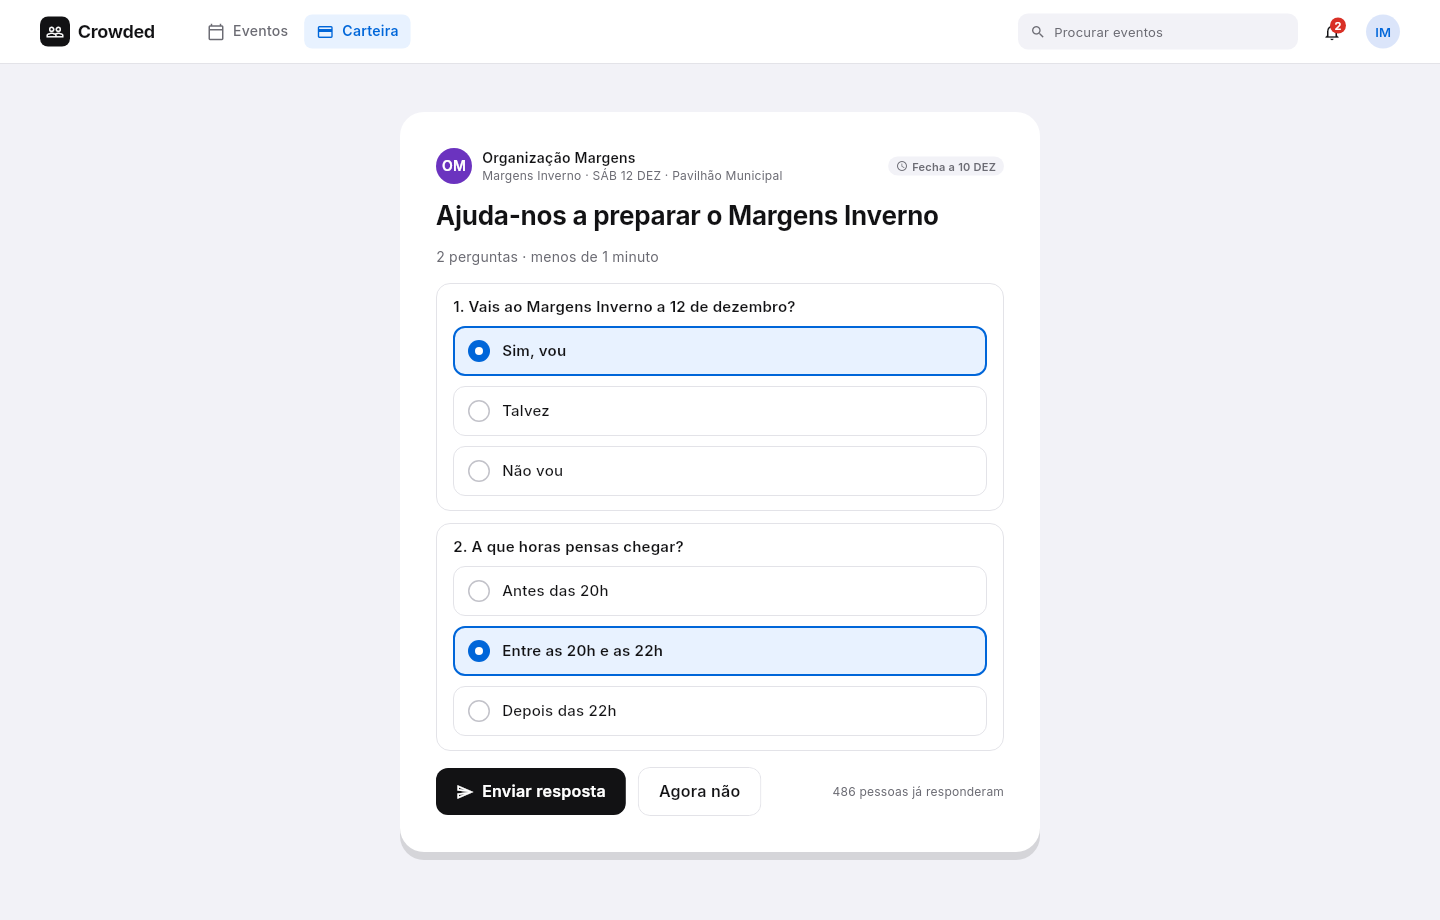 Crowded
Eventos
Carteira
Procurar eventos
2
IM
OM
Organização Margens
Margens Inverno · SÁB 12 DEZ · Pavilhão Municipal
Fecha a 10 DEZ
Ajuda-nos a preparar o Margens Inverno
2 perguntas · menos de 1 minuto
1. Vais ao Margens Inverno a 12 de dezembro?
Sim, vou
Talvez
Não vou
2. A que horas pensas chegar?
Antes das 20h
Entre as 20h e as 22h
Depois das 22h
Enviar resposta
Agora não
486 pessoas já responderam